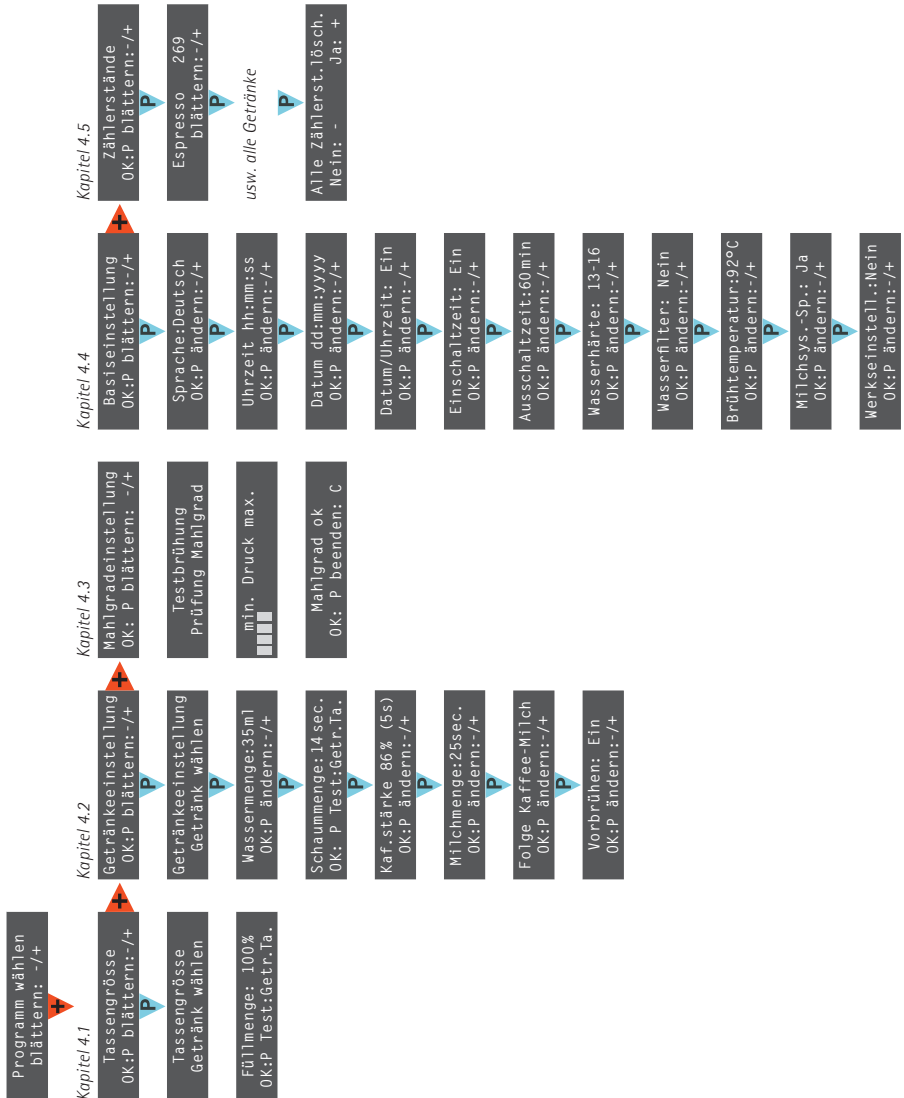 Programm wählen
blättern: -/+
+
Kapitel 4.1
Tassengrösse
OK:P blättern:-/+
P
Tassengrösse
Getränk wählen
Füllmenge: 100%
OK:P Test:Getr.Ta.
+
Kapitel 4.2
Getränkeeinstellung
OK:P blättern:-/+
P
Getränkeeinstellung
Getränk wählen
P
Wassermenge:35ml
OK:P ändern:-/+
P
Schaummenge:14sec.
OK: P Test:Getr.Ta.
P
Kaf.stärke 86% (5s)
OK:P ändern:-/+
P
Milchmenge:25sec.
OK:P ändern:-/+
P
Folge Kaffee-Milch
OK:P ändern:-/+
P
Vorbrühen: Ein
OK:P ändern:-/+
+
Kapitel 4.3
Mahlgradeinstellung
OK: P blättern: -/+
Testbrühung
Prüfung Mahlgrad
min. Druck max.
Mahlgrad ok
OK: P beenden: C
Kapitel 4.4
Basiseinstellung
OK:P blättern:-/+
P
Sprache:Deutsch
OK:P ändern:-/+
P
Uhrzeit hh:mm:ss
OK:P ändern:-/+
P
Datum dd:mm:yyyy
OK:P ändern:-/+
P
Datum/Uhrzeit: Ein
OK:P ändern:-/+
P
Einschaltzeit: Ein
OK:P ändern:-/+
P
Ausschaltzeit:60min
OK:P ändern:-/+
P
Wasserhärte: 13-16
OK:P ändern:-/+
P
Wasserfilter: Nein
OK:P ändern:-/+
P
Brühtemperatur:92°C
OK:P ändern:-/+
P
Milchsys.-Sp.: Ja
OK:P ändern:-/+
P
Werkseinstell.:Nein
OK:P ändern:-/+
+
Kapitel 4.5
Zählerstände
OK:P blättern:-/+
P
Espresso 269
blättern:-/+
P
usw. alle Getränke
P
Alle Zählerst.lösch.
Nein: - Ja: +